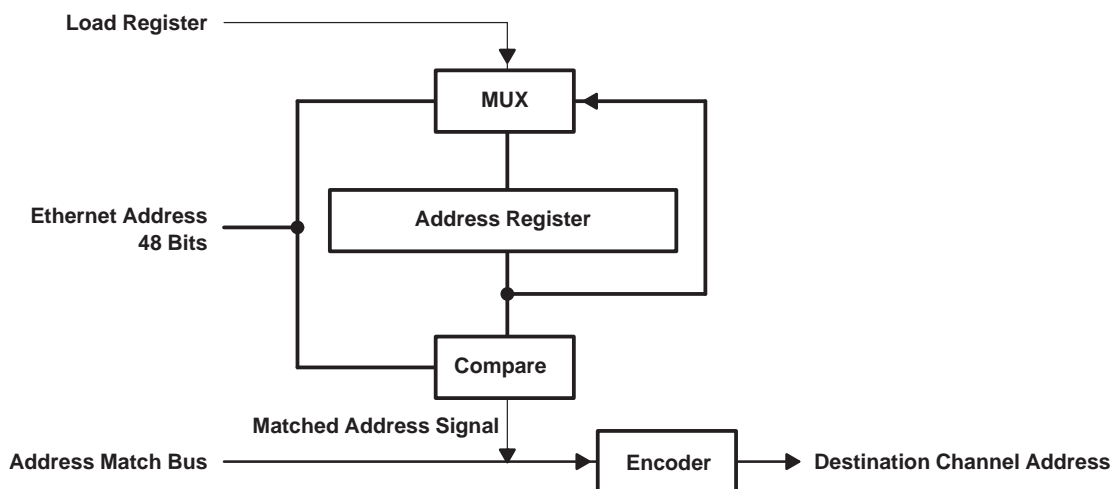 Load Register
MUX
Address Register
Ethernet Address
48 Bits
Compare
Matched Address Signal
Address Match Bus
Encoder
Destination Channel Address